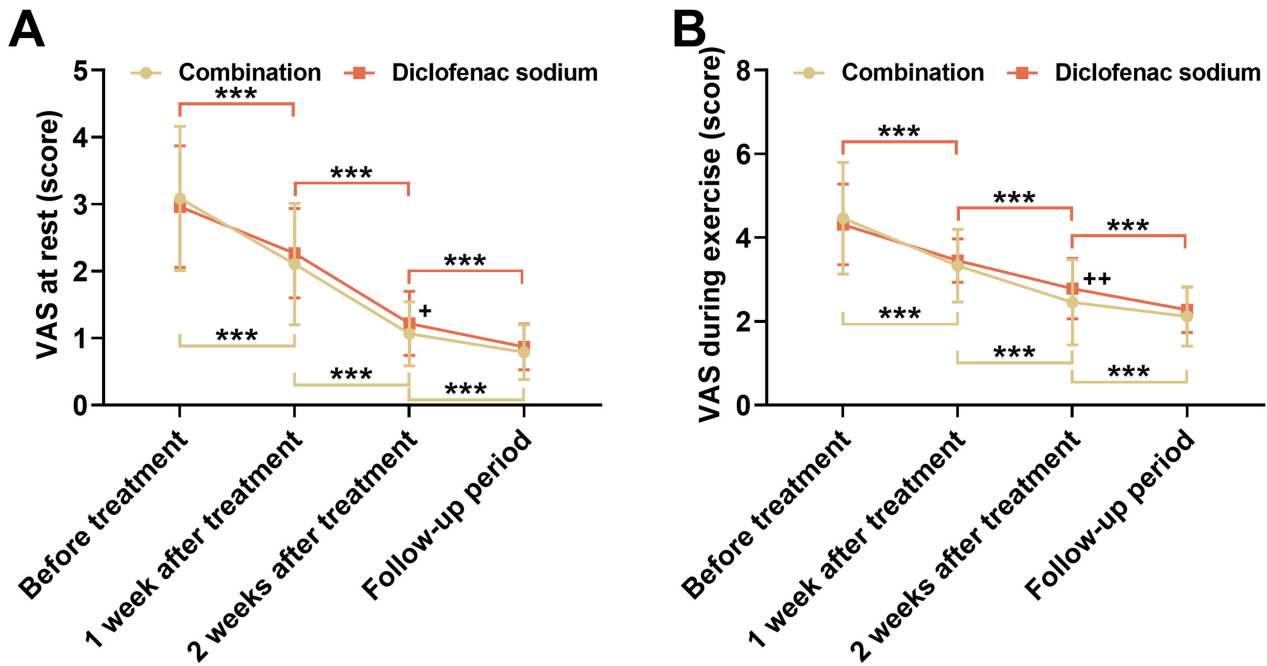 A
Combination Diclofenac sodium
VAS at rest (score)
5
4
3
2
1
0
***
***
***
+
***
***
***
Before treatment
1 week after treatment
2 weeks after treatment
Follow-up period
B
Combination Diclofenac sodium
VAS during exercise (score)
8
6
4
2
0
***
***
***
++
***
***
***
Before treatment
1 week after treatment
2 weeks after treatment
Follow-up period